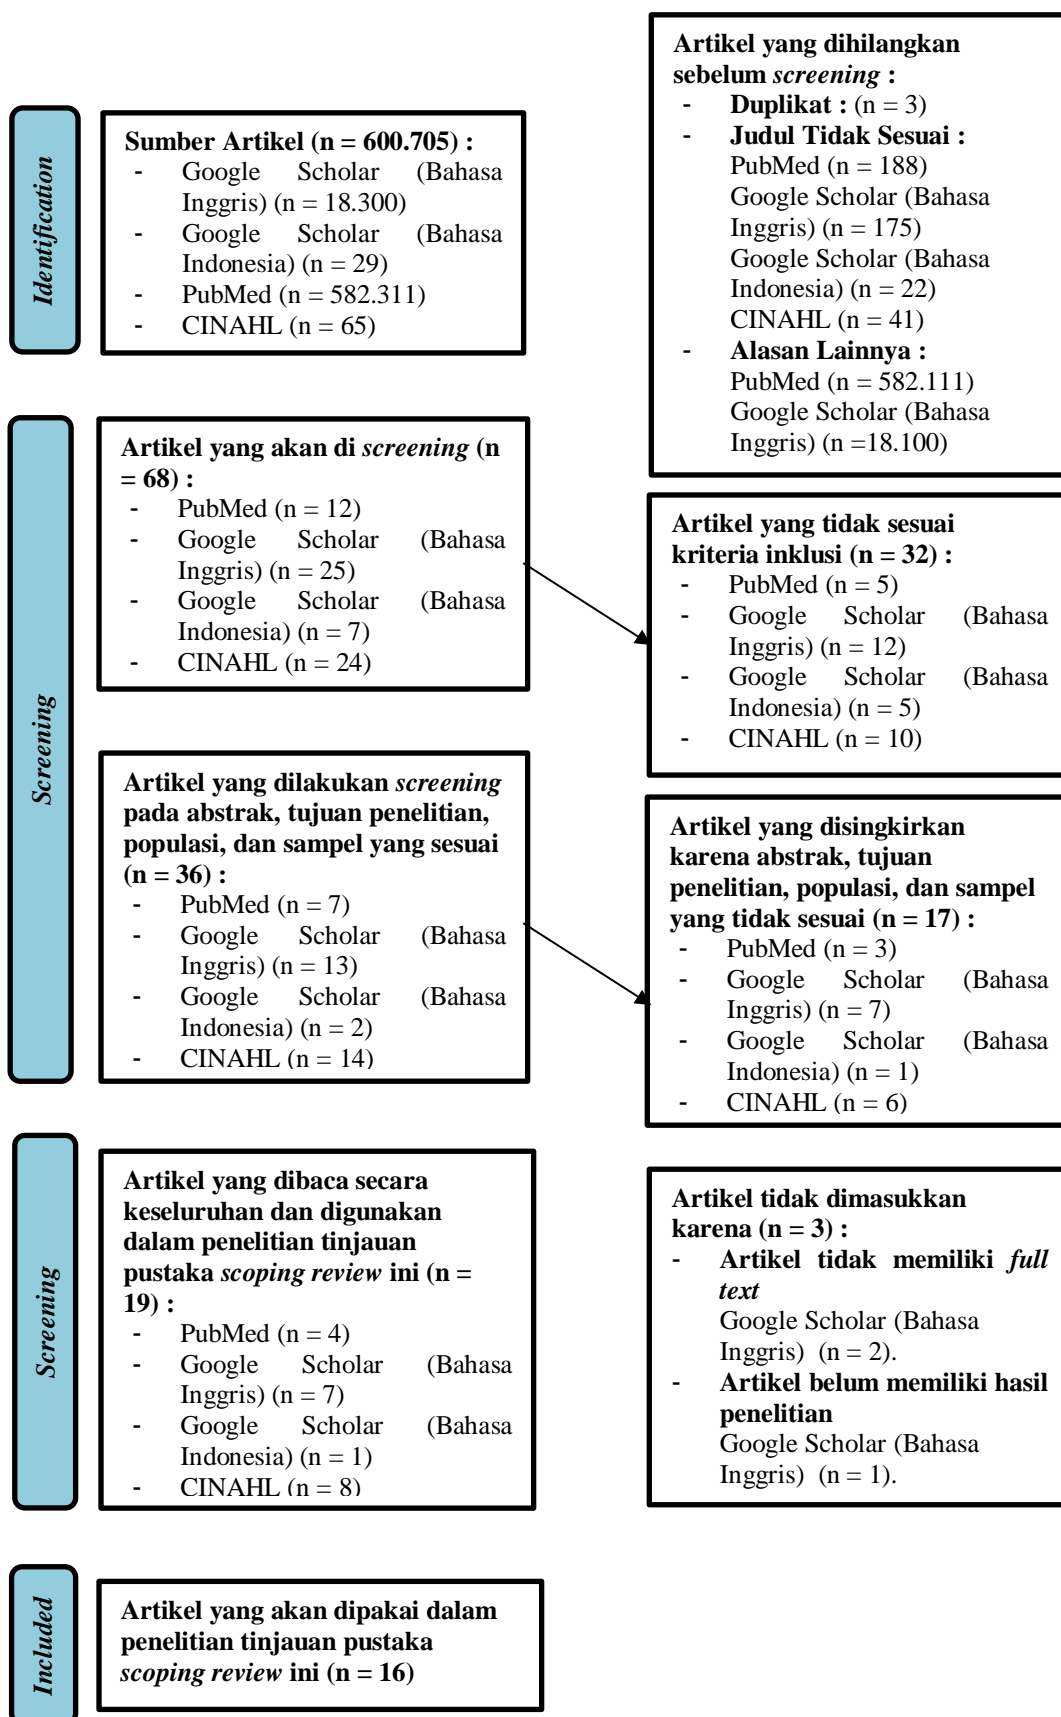 Identification
Sumber Artikel (n = 600.705) :
- Google Scholar (Bahasa
Inggris) (n = 18.300)
- Google Scholar (Bahasa
Indonesia) (n = 29)
- PubMed (n = 582.311)
- CINAHL (n = 65)
Artikel yang dihilangkan
sebelum screening :
- Duplikat : (n = 3)
- Judul Tidak Sesuai :
PubMed (n = 188)
Google Scholar (Bahasa
Inggris) (n = 175)
Google Scholar (Bahasa
Indonesia) (n = 22)
CINAHL (n = 41)
- Alasan Lainnya :
PubMed (n = 582.111)
Google Scholar (Bahasa
Inggris) (n =18.100)
Screening
Artikel yang akan di screening (n
= 68) :
- PubMed (n = 12)
- Google Scholar (Bahasa
Inggris) (n = 25)
- Google Scholar (Bahasa
Indonesia) (n = 7)
- CINAHL (n = 24)
Artikel yang tidak sesuai
kriteria inklusi (n = 32) :
- PubMed (n = 5)
- Google Scholar (Bahasa
Inggris) (n = 12)
- Google Scholar (Bahasa
Indonesia) (n = 5)
- CINAHL (n = 10)
Artikel yang dilakukan screening
pada abstrak, tujuan penelitian,
populasi, dan sampel yang sesuai
(n = 36) :
- PubMed (n = 7)
- Google Scholar (Bahasa
Inggris) (n = 13)
- Google Scholar (Bahasa
Indonesia) (n = 2)
- CINAHL (n = 14)
Artikel yang disingkirkan
karena abstrak, tujuan
penelitian, populasi, dan sampel
yang tidak sesuai (n = 17) :
- PubMed (n = 3)
- Google Scholar (Bahasa
Inggris) (n = 7)
- Google Scholar (Bahasa
Indonesia) (n = 1)
- CINAHL (n = 6)
Screening
Artikel yang dibaca secara
keseluruhan dan digunakan
dalam penelitian tinjauan
pustaka scoping review ini (n =
19) :
- PubMed (n = 4)
- Google Scholar (Bahasa
Inggris) (n = 7)
- Google Scholar (Bahasa
Indonesia) (n = 1)
- CINAHL (n = 8)
Artikel tidak dimasukkan
karena (n = 3) :
- Artikel tidak memiliki full
text
Google Scholar (Bahasa
Inggris) (n = 2).
- Artikel belum memiliki hasil
penelitian
Google Scholar (Bahasa
Inggris) (n = 1).
Included
Artikel yang akan dipakai dalam
penelitian tinjauan pustaka
scoping review ini (n = 16)